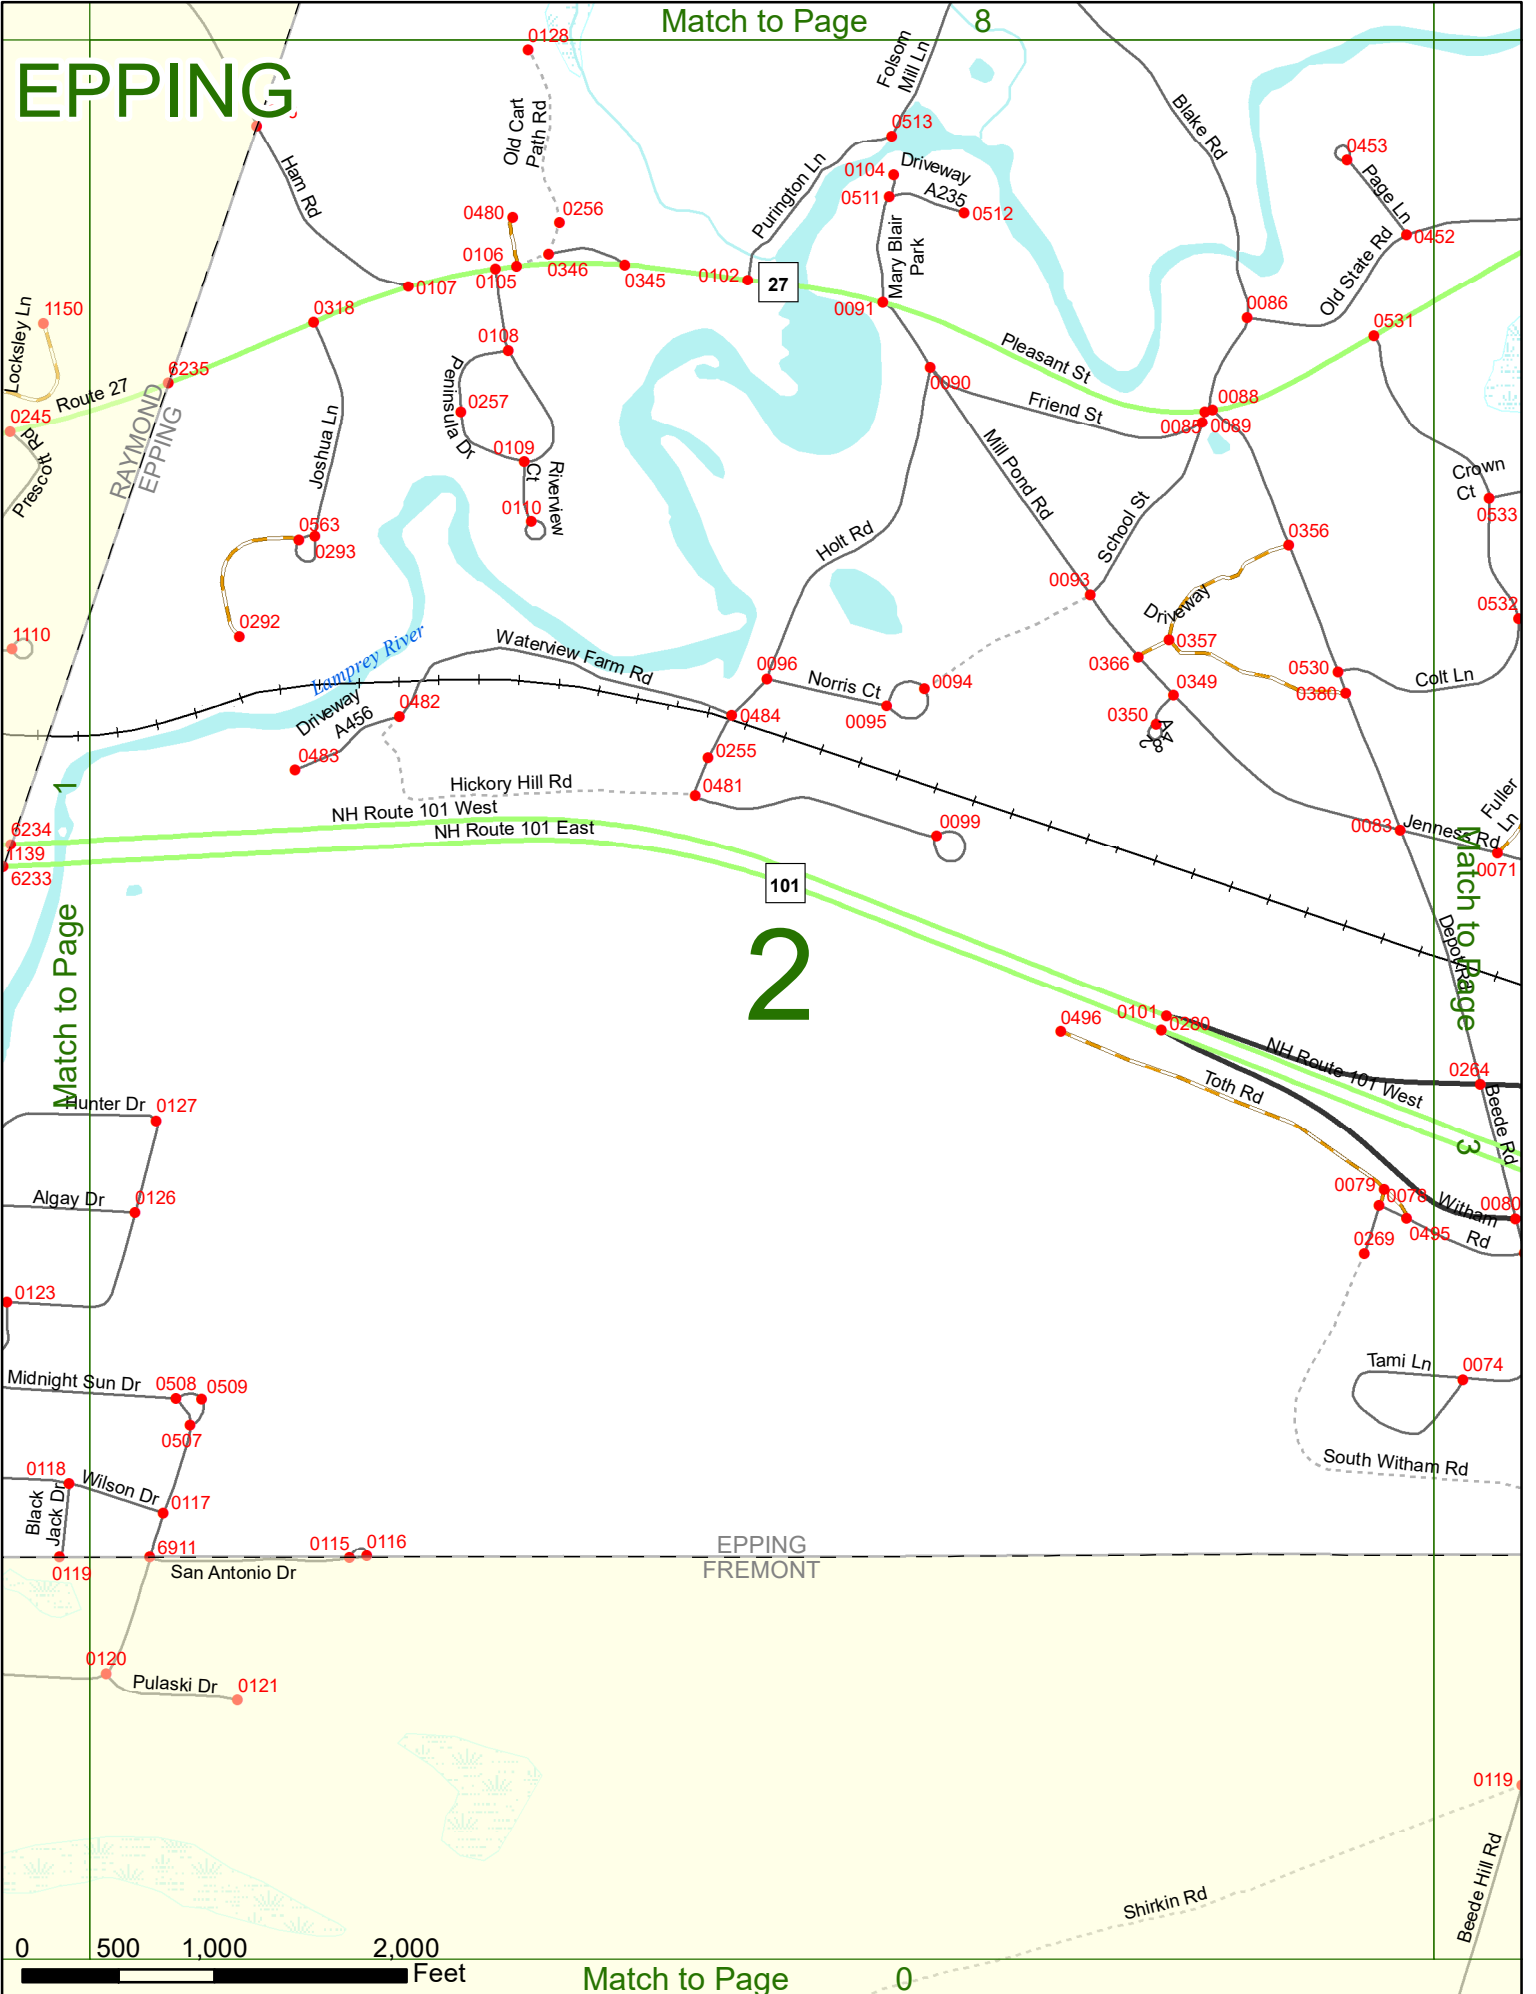 Match to Page 8
EPPING
0128
Folsom
Mill Ln
Old Cart
Path Rd
Blake Rd
0513
0453
Ham Rd
Purington Ln
0104
Driveway
A235
0511
0512
Page Ln
0480
0256
0452
Mary Blair
Park
Old State Rd
0106
0105
0346
0345
0102
27
0107
0091
0086
Locksley Ln
1150
0318
0531
0108
Pleasant St
6235
Route 27
0090
Peninsula Dr
0257
Friend St
0088
0085
0089
0245
Prescott Rd
RAYMOND
EPPING
Joshua Ln
Mill Pond Rd
0109
Riverview
Ct
Crown
Ct
0533
0110
School St
0563
0293
Holt Rd
0356
0093
Driveway
0532
0292
1110
Lamprey River
Waterview Farm Rd
0357
0366
0096
Norris Ct
0094
0095
0530
0380
Colt Ln
0349
0350
A482
Driveway
A456
0482
0484
0483
0255
0481
Hickory Hill Rd
NH Route 101 West
NH Route 101 East
0099
Fuller
Ln
0083
Jenness Rd
0071
6234
1139
6233
Match to Page 1
101
2
Depot Rd
Match to Page 3
0496
0101
0280
NH Route 101 West
Toth Rd
0264
Beede Rd
Hunter Dr
0127
Algay Dr
0126
0079
0078
Witham
Rd
0080
0495
0269
0123
Tami Ln
0074
Midnight Sun Dr
0508
0509
0507
South Witham Rd
0118
Wilson Dr
Black
Jack Dr
0117
6911
0115
0116
0119
San Antonio Dr
EPPING
FREMONT
0120
Pulaski Dr
0121
0119
Shirkin Rd
Beede Hill Rd
0 500 1,000 2,000
Feet
Match to Page 0